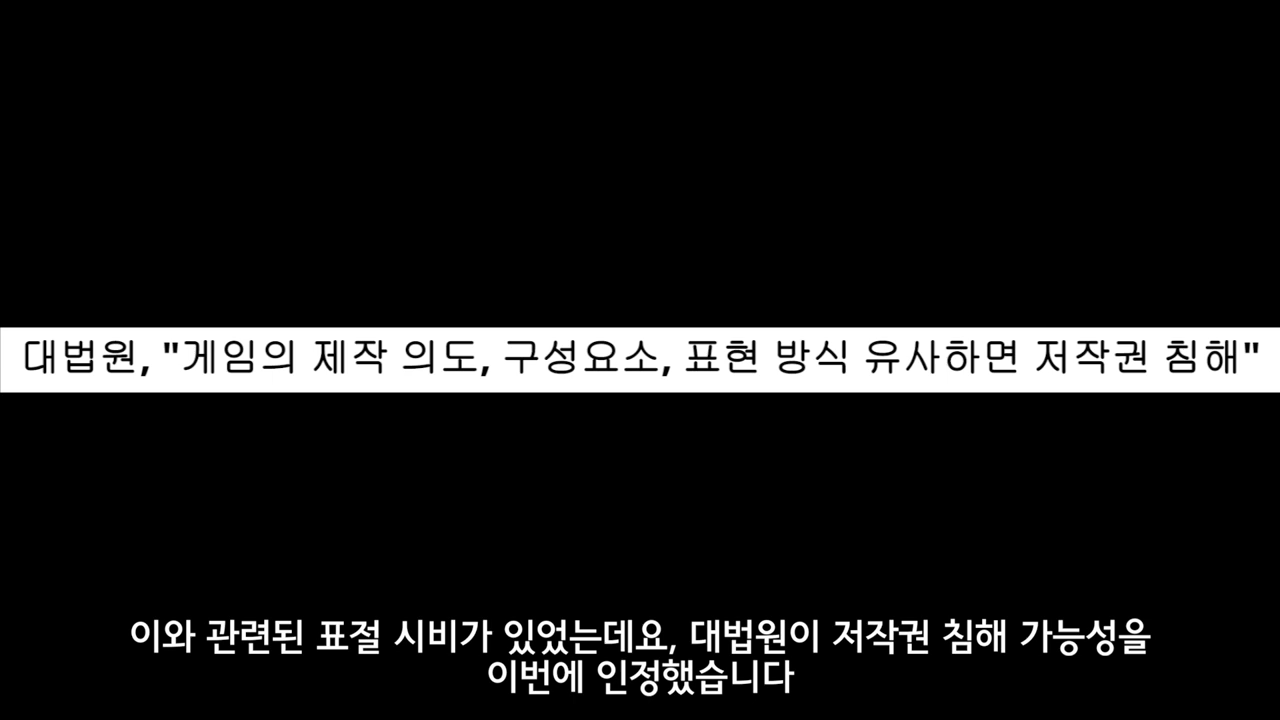 대법원, "게임의 제작 의도, 구성요소, 표현 방식 유사하면 저작권 침해"
이와 관련된 표절 시비가 있었는데요, 대법원이 저작권 침해 가능성을
이번에 인정했습니다